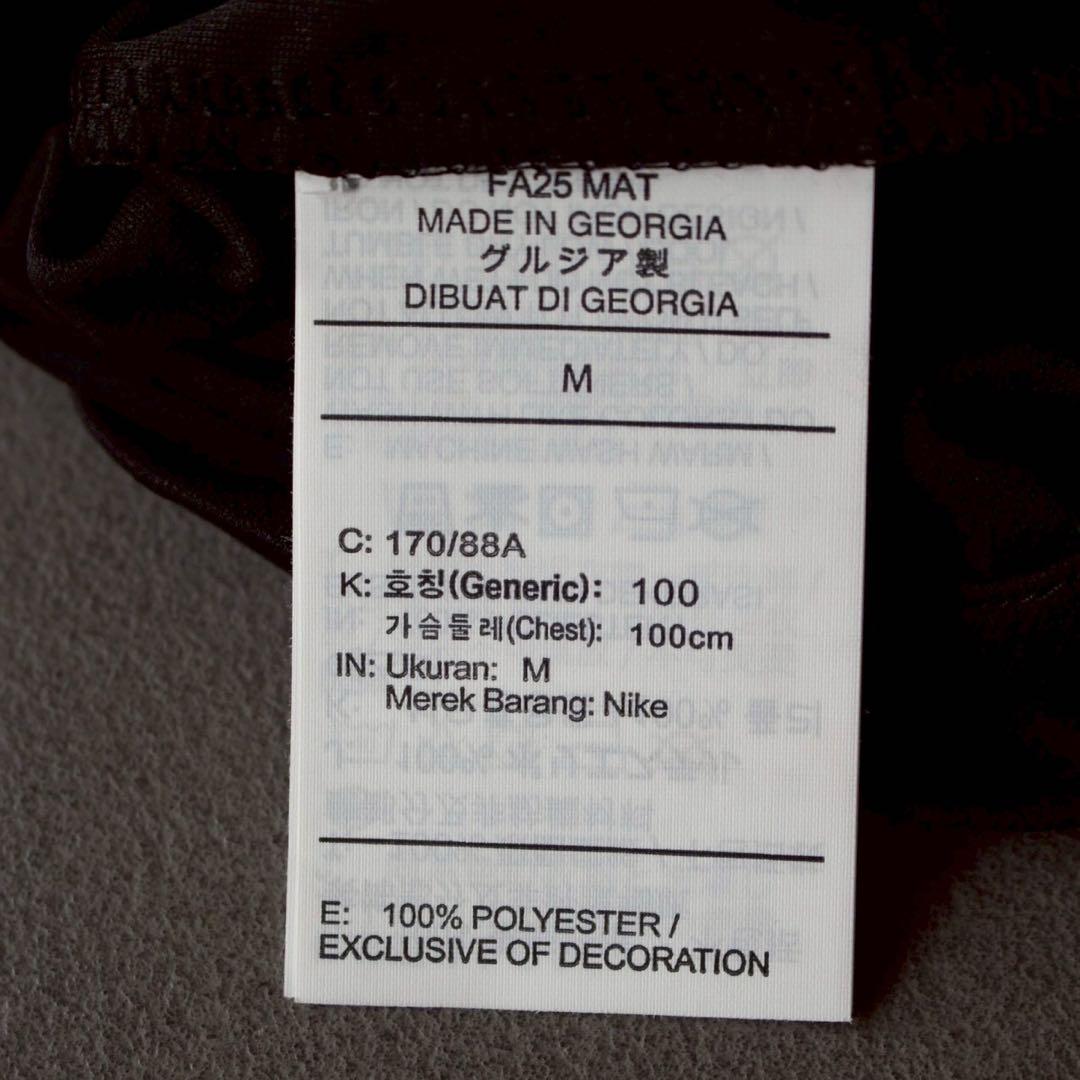 FA25 MAT
MADE IN GEORGIA
グルジア製
DIBUAT DI GEORGIA
M
C: 170/88A
K: 호칭(Generic): 100
가슴둘레(Chest): 100cm
IN: Ukuran: M
Merek Barang: Nike
E: 100% POLYESTER /
EXCLUSIVE OF DECORATION